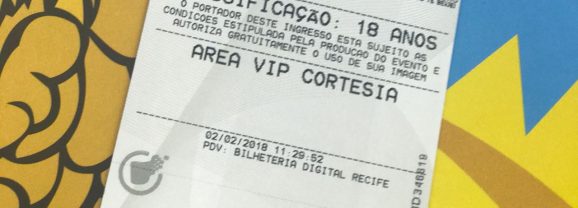 SIFICAÇÃO: 18 ANOS
O PORTADOR DESTE INGRESSO ESTA SUJEITO AS
CONDICOES ESTIPULADA PELA PRODUCAO DO EVENTO E
AUTORIZA GRATUITAMENTE O USO DE SUA IMAGEM
AREA VIP CORTESIA
02/02/2018 11:29:52
PDV: BILHETERIA DIGITAL RECIFE